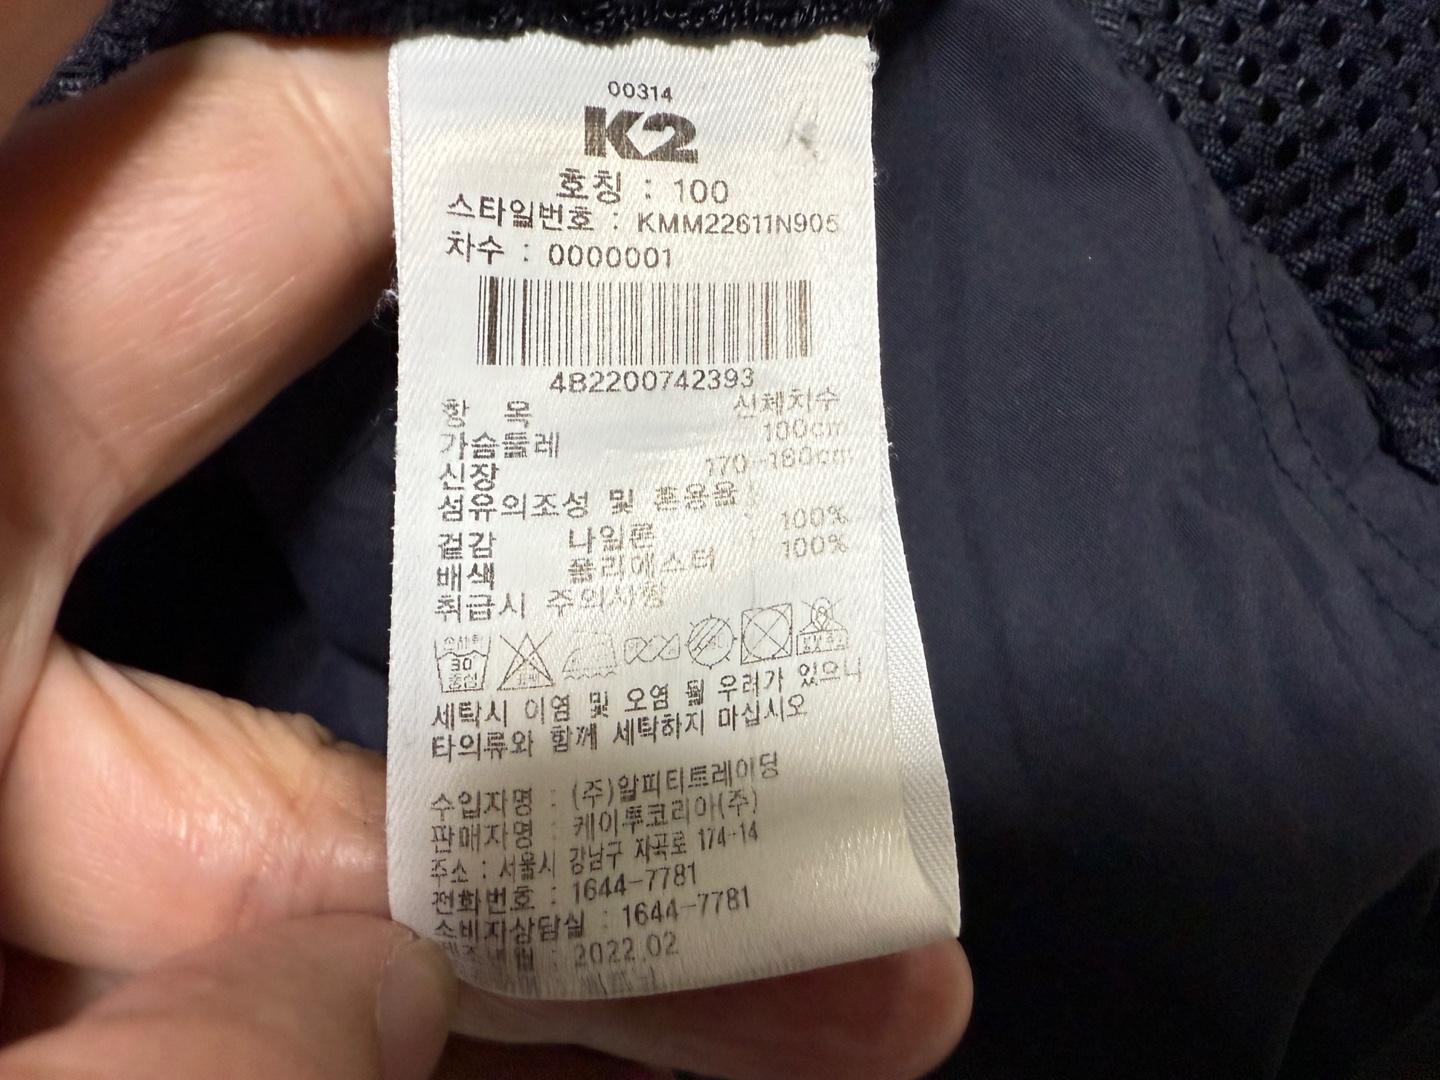 00314
K2
호칭 : 100
스타일번호 : KMM22611N905
차수 : 0000001
4B2200742393
항 목 신체치수
가슴둘레 100cm
신장 170-180cm
섬유의조성 및 혼용율
겉감 나일론 100%
배색 폴리에스터 100%
취급시 주의사항
30 중성
세탁시 이염 및 오염 될 우려가 있으니
타의류와 함께 세탁하지 마십시오
수입자명 : (주)알피티트레이딩
판매자명 : 케이투코리아(주)
주소 : 서울시 강남구 자곡로 174-14
전화번호 : 1644-7781
소비자상담실 : 1644-7781
제조년월 : 2022.02